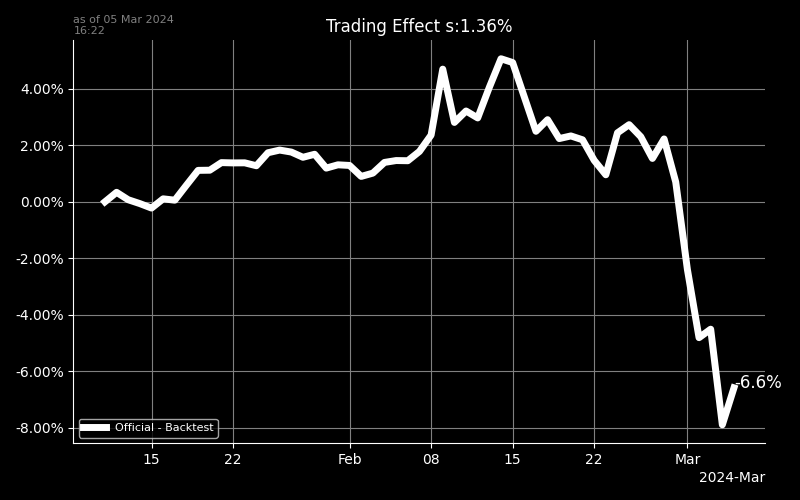 as of 05 Mar 2024
16:22
Trading Effect s:1.36%
4.00%
2.00%
0.00%
-2.00%
-4.00%
-6.00%
-8.00%
-6.6%
Official - Backtest
15 22 Feb 08 15 22 Mar
2024-Mar